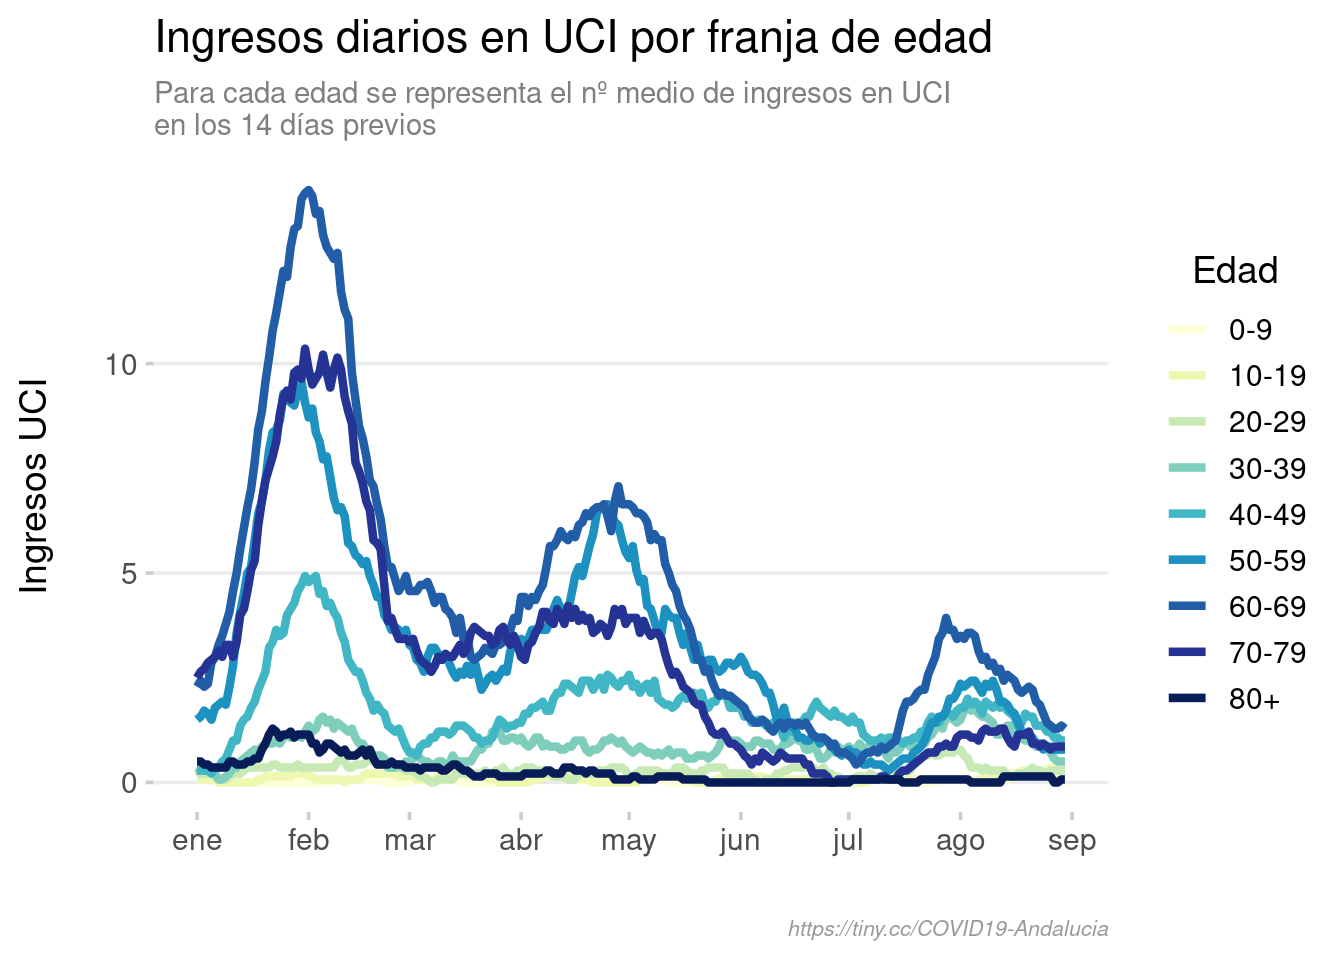 Ingresos diarios en UCI por franja de edad
Para cada edad se representa el nº medio de ingresos en UCI
en los 14 días previos
Ingresos UCI
10
5
0
ene feb mar abr may jun jul ago sep
Edad
0-9
10-19
20-29
30-39
40-49
50-59
60-69
70-79
80+
https://tiny.cc/COVID19-Andalucia